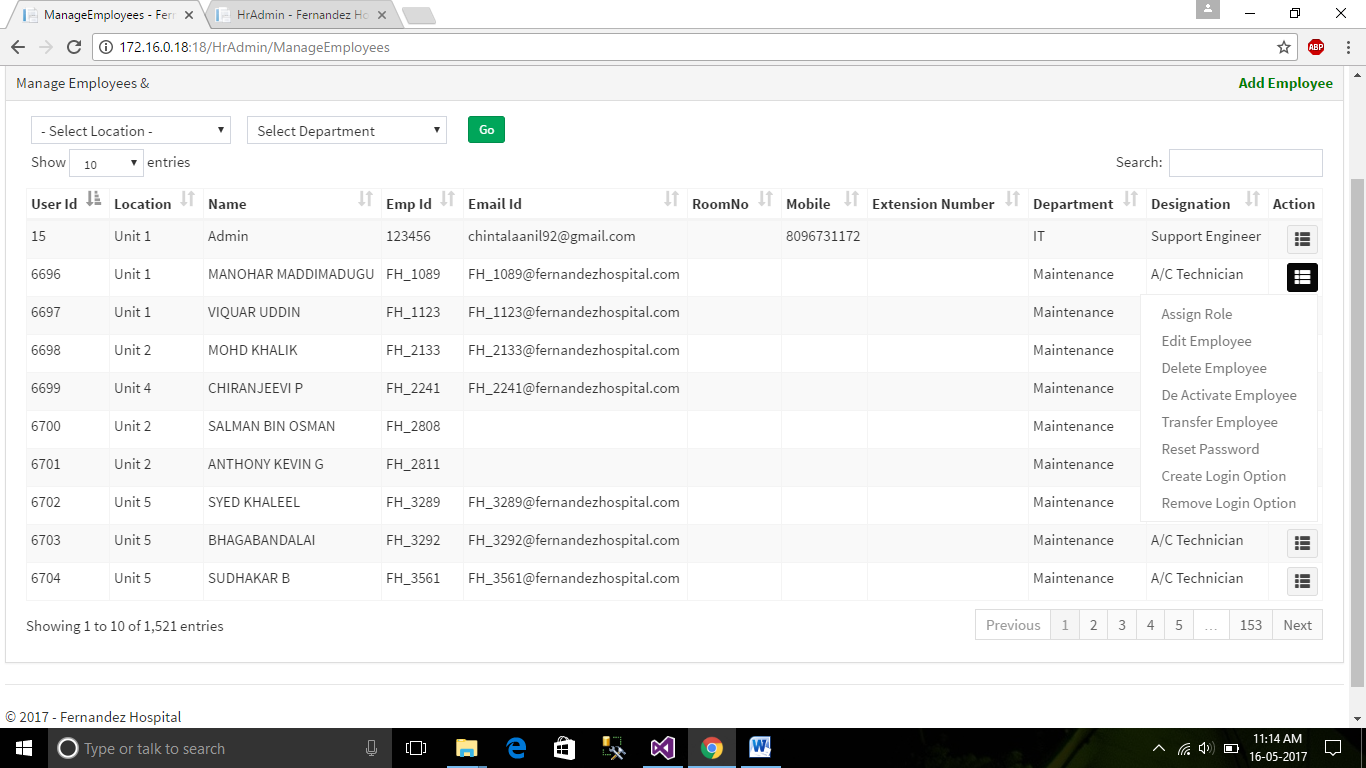 ManageEmployees - Fer
HrAdmin - Fernandez Ho
172.16.0.18:18/HrAdmin/ManageEmployees
ABP
Manage Employees &
Add Employee
- Select Location -
Select Department
Go
Show 10 entries
Search:
User Id Location Name Emp Id Email Id RoomNo Mobile Extension Number Department Designation Action
15 Unit 1 Admin 123456 chintalaanil92@gmail.com 8096731172 IT Support Engineer
6696 Unit 1 MANOHAR MADDIMADUGU FH_1089 FH_1089@fernandezhospital.com Maintenance A/C Technician
6697 Unit 1 VIQUAR UDDIN FH_1123 FH_1123@fernandezhospital.com Maintenance
6698 Unit 2 MOHD KHALIK FH_2133 FH_2133@fernandezhospital.com Maintenance
6699 Unit 4 CHIRANJEEVI P FH_2241 FH_2241@fernandezhospital.com Maintenance
6700 Unit 2 SALMAN BIN OSMAN FH_2808 Maintenance
6701 Unit 2 ANTHONY KEVIN G FH_2811 Maintenance
6702 Unit 5 SYED KHALEEL FH_3289 FH_3289@fernandezhospital.com Maintenance
6703 Unit 5 BHAGABANDALAI FH_3292 FH_3292@fernandezhospital.com Maintenance A/C Technician
6704 Unit 5 SUDHAKAR B FH_3561 FH_3561@fernandezhospital.com Maintenance A/C Technician
Assign Role
Edit Employee
Delete Employee
De Activate Employee
Transfer Employee
Reset Password
Create Login Option
Remove Login Option
Showing 1 to 10 of 1,521 entries
Previous 1 2 3 4 5 … 153 Next
© 2017 - Fernandez Hospital
Type or talk to search
11:14 AM
16-05-2017